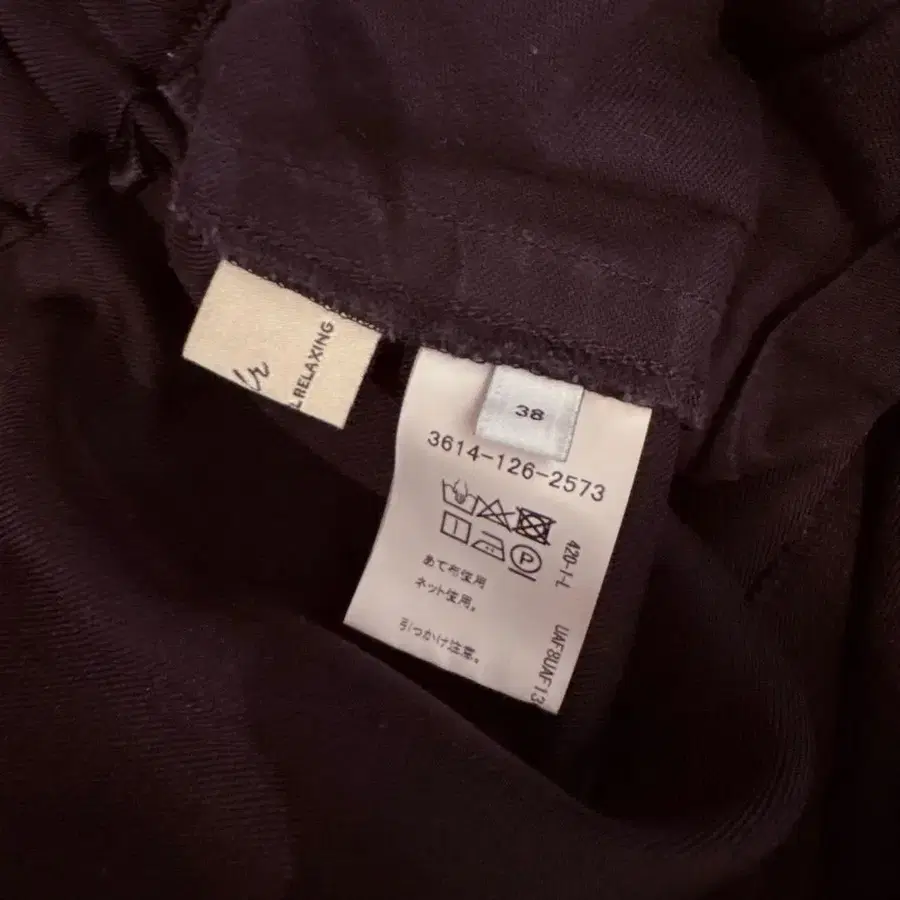 lr
RELAXING
38
3614-126-2573
P
420-I-L
あて布使用
ネット使用。
引っかけ注意。
UAF8UAF13